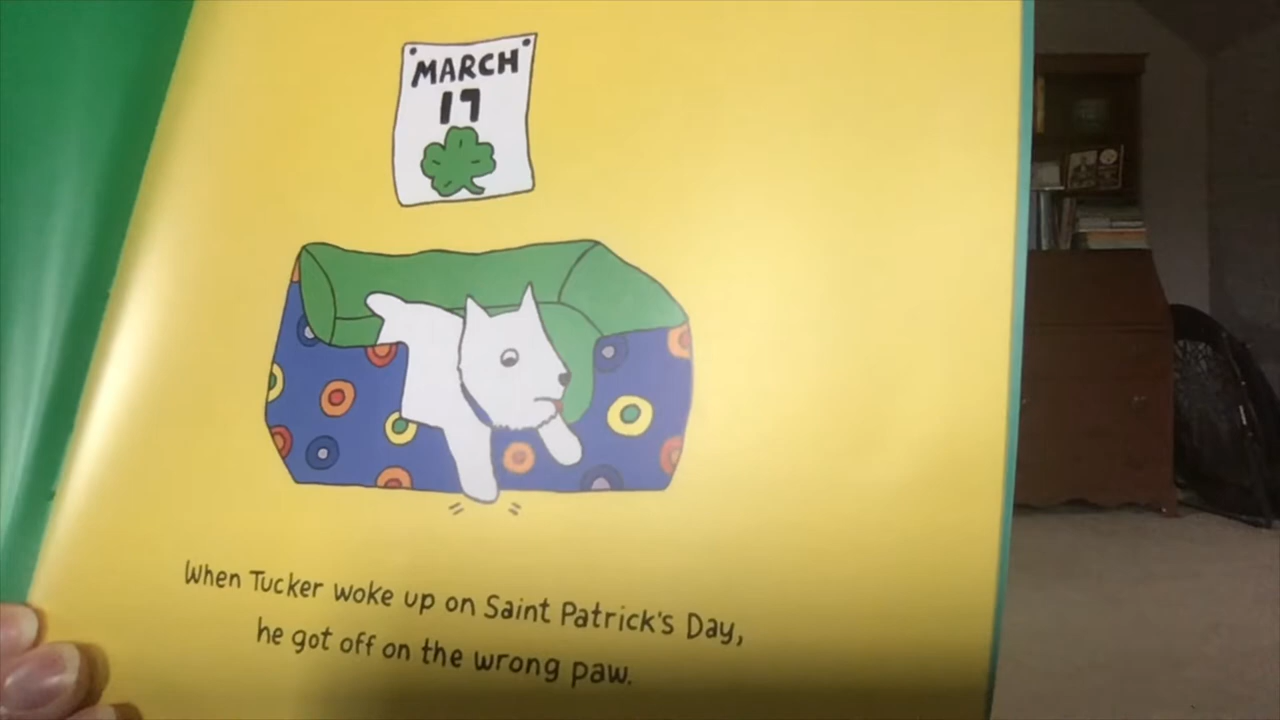 MARCH
17
When Tucker woke up on Saint Patrick's Day,
he got off on the wrong paw.